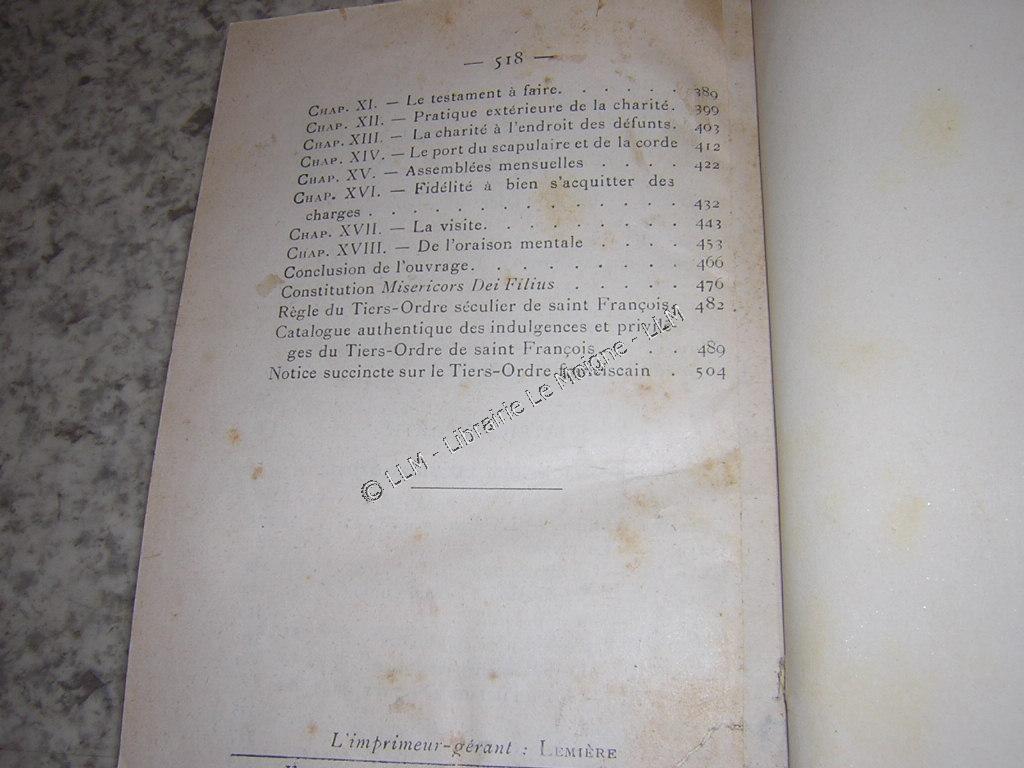 — 518 —
CHAP. XI. — Le testament à faire. . . . . . 389
CHAP. XII. — Pratique extérieure de la charité. 399
CHAP. XIII. — La charité à l'endroit des défunts. 403
CHAP. XIV. — Le port du scapulaire et de la corde 412
CHAP. XV. — Assemblées mensuelles . . . . 422
CHAP. XVI. — Fidélité à bien s'acquitter des
charges . . . . . . . . . . . 432
CHAP. XVII. — La visite. . . . . . . . 443
CHAP. XVIII. — De l'oraison mentale . . . 453
Conclusion de l'ouvrage. . . . . . . . 466
Constitution Misericors Dei Filius . . . . 476
Règle du Tiers-Ordre séculier de saint François. 482
Catalogue authentique des indulgences et privilè-
ges du Tiers-Ordre de saint François . . . 489
Notice succincte sur le Tiers-Ordre franciscain . 504
© LLM - Librairie Le Moigne - LLM
L'imprimeur-gérant : LEMIÈRE